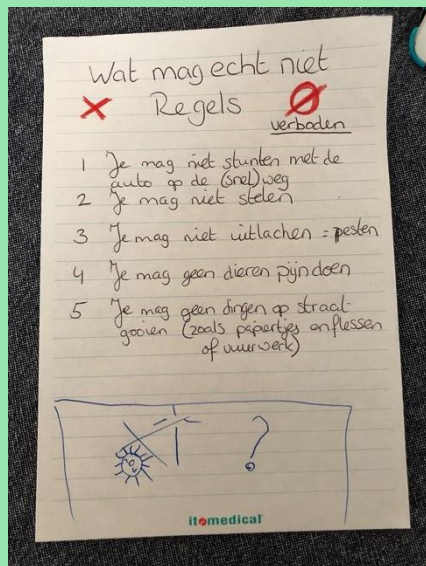 Wat mag echt niet
Regels
verboden
1 Je mag niet stunten met de
auto op de (snel)weg
2 Je mag niet stelen
3 Je mag niet uitlachen = pesten
4 Je mag geen dieren pijn doen
5 Je mag geen dingen op straat-
gooien (zoals papiertjes en flessen
of vuurwerk)
?
itomedical